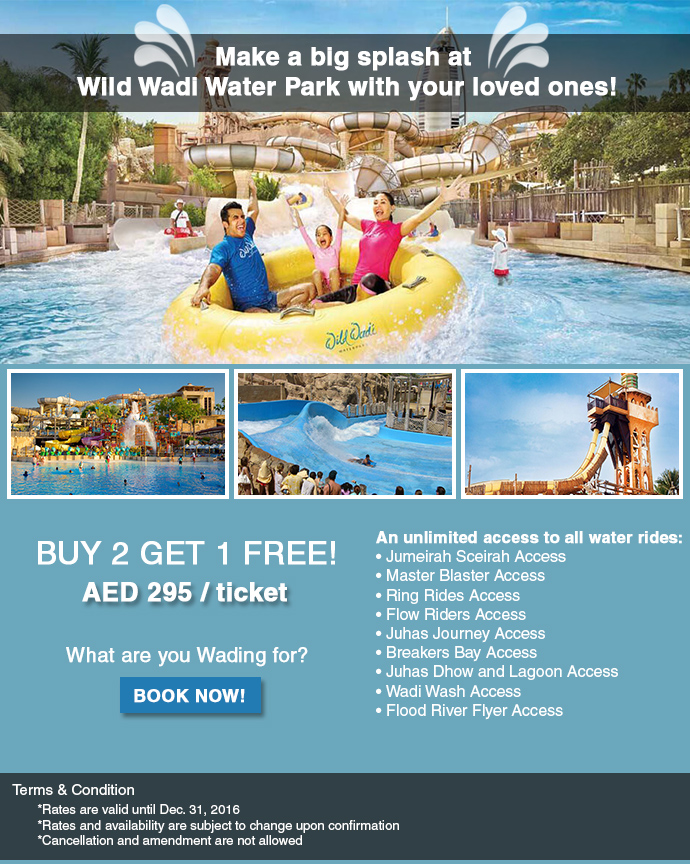 Make a big splash at
Wild Wadi Water Park with your loved ones!
Wild Wadi
WATERPARK
BUY 2 GET 1 FREE!
AED 295 / ticket
What are you Wading for?
BOOK NOW!
An unlimited access to all water rides:
• Jumeirah Sceirah Access
• Master Blaster Access
• Ring Rides Access
• Flow Riders Access
• Juhas Journey Access
• Breakers Bay Access
• Juhas Dhow and Lagoon Access
• Wadi Wash Access
• Flood River Flyer Access
Terms & Condition
*Rates are valid until Dec. 31, 2016
*Rates and availability are subject to change upon confirmation
*Cancellation and amendment are not allowed